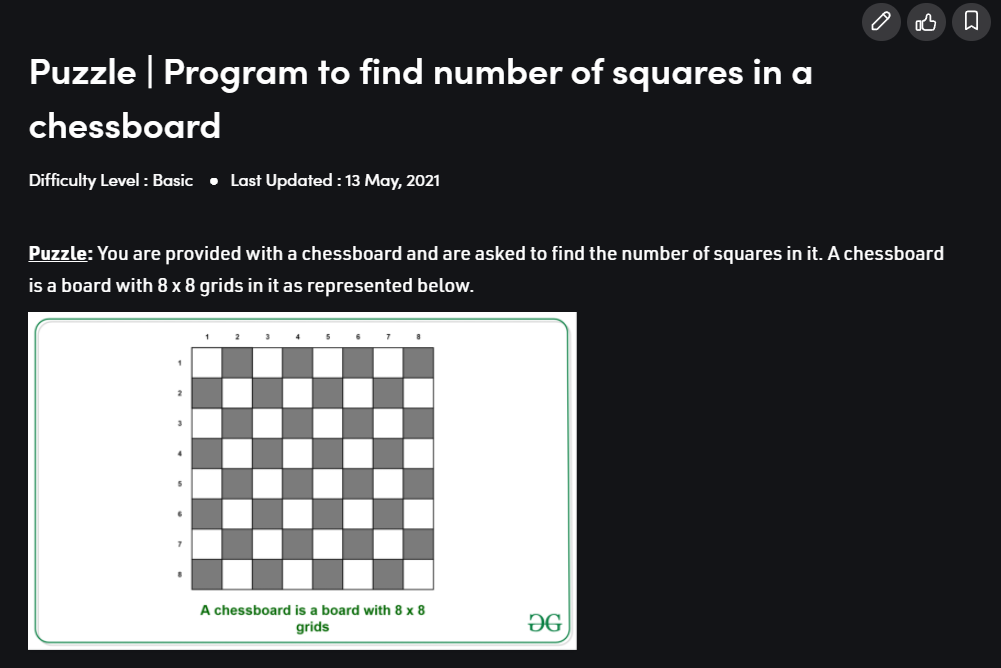 Puzzle | Program to find number of squares in a
chessboard
Difficulty Level : Basic • Last Updated : 13 May, 2021
Puzzle: You are provided with a chessboard and are asked to find the number of squares in it. A chessboard
is a board with 8 x 8 grids in it as represented below.
1 2 3 4 5 6 7 8
1
2
3
4
5
6
7
8
A chessboard is a board with 8 x 8
grids